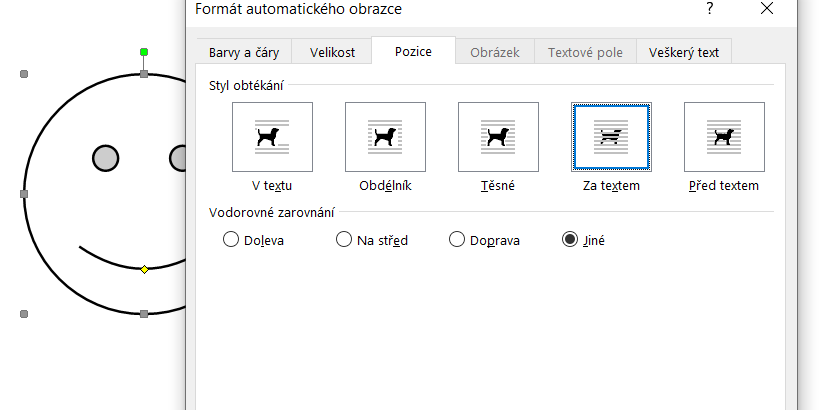 Formát automatického obrazce ?
Barvy a čáry Velikost Pozice Obrázek Textové pole Veškerý text
Styl obtékání
V textu Obdélník Těsné Za textem Před textem
Vodorovné zarovnání
Doleva Na střed Doprava Jiné